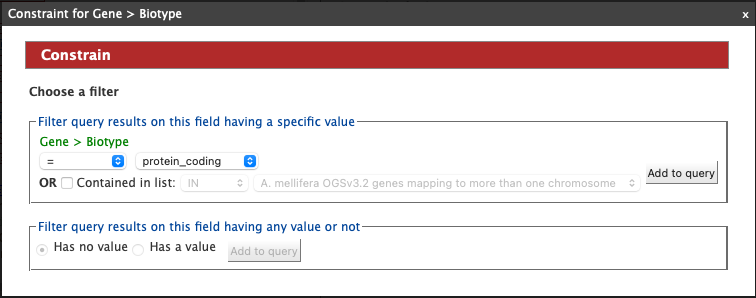 Constraint for Gene > Biotype x
Constrain
Choose a filter
Filter query results on this field having a specific value
Gene > Biotype
= protein_coding
OR Contained in list: IN A. mellifera OGSv3.2 genes mapping to more than one chromosome Add to query
Filter query results on this field having any value or not
Has no value Has a value Add to query